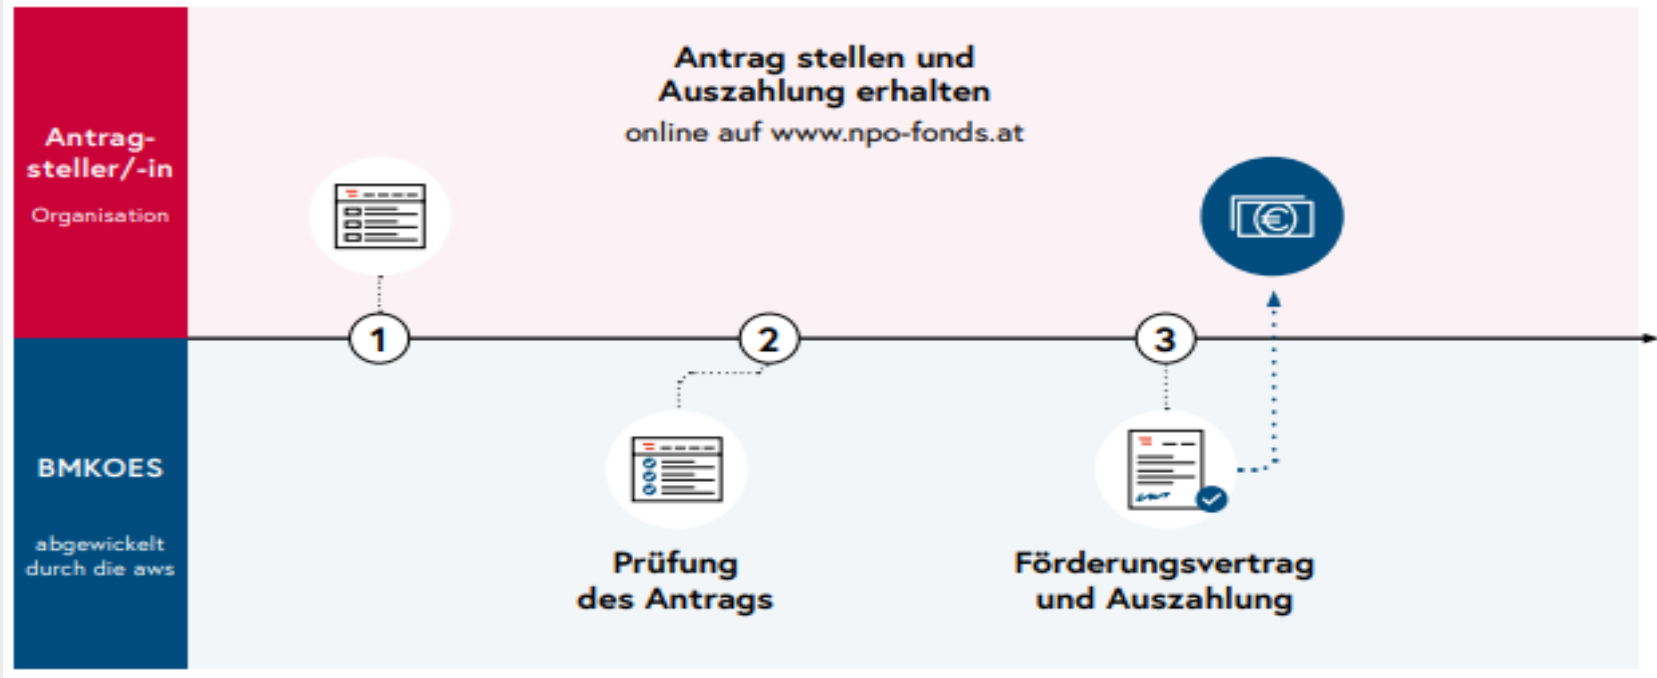 Antrag stellen und
Auszahlung erhalten
online auf www.npo-fonds.at
Antrag-
steller/-in
Organisation
1
2
3
BMKOES
abgewickelt
durch die aws
Prüfung
des Antrags
Förderungsvertrag
und Auszahlung